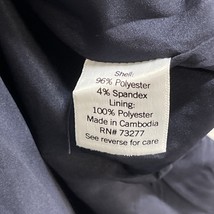 Shell:
96% Polyester
4% Spandex
Lining:
100% Polyester
Made in Cambodia
RN# 73277
See reverse for care